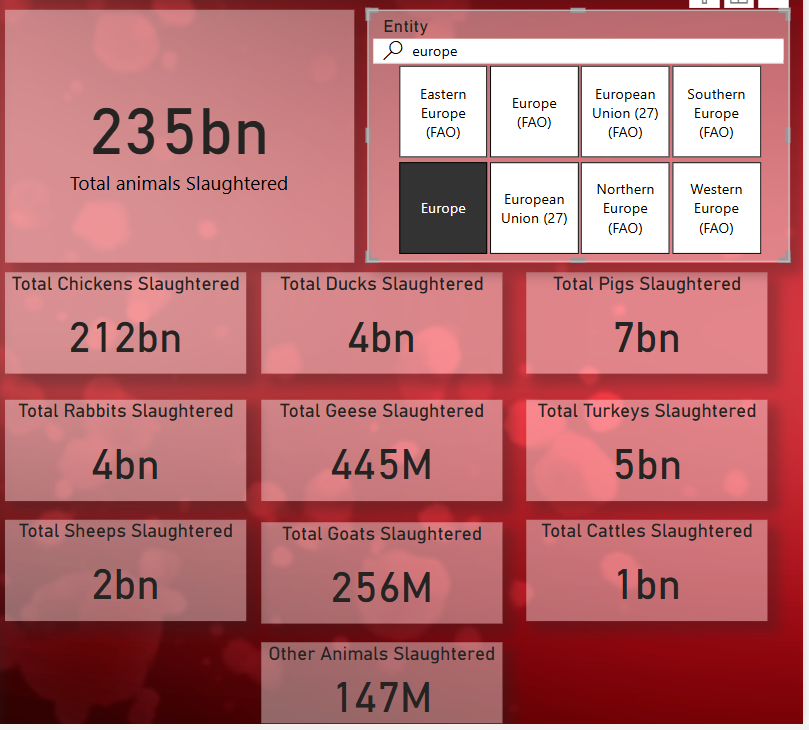 235bn
Total animals Slaughtered
Entity
europe
Eastern
Europe
(FAO)
Europe
(FAO)
European
Union (27)
(FAO)
Southern
Europe
(FAO)
Europe
European
Union (27)
Northern
Europe
(FAO)
Western
Europe
(FAO)
Total Chickens Slaughtered
212bn
Total Ducks Slaughtered
4bn
Total Pigs Slaughtered
7bn
Total Rabbits Slaughtered
4bn
Total Geese Slaughtered
445M
Total Turkeys Slaughtered
5bn
Total Sheeps Slaughtered
2bn
Total Goats Slaughtered
256M
Total Cattles Slaughtered
1bn
Other Animals Slaughtered
147M